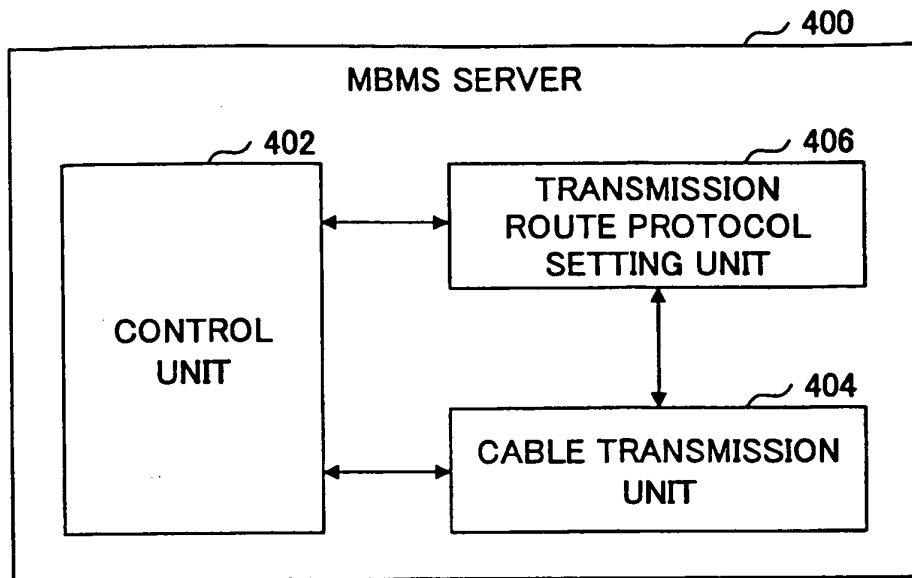 400
MBMS SERVER
402
CONTROL
UNIT
406
TRANSMISSION
ROUTE PROTOCOL
SETTING UNIT
404
CABLE TRANSMISSION
UNIT